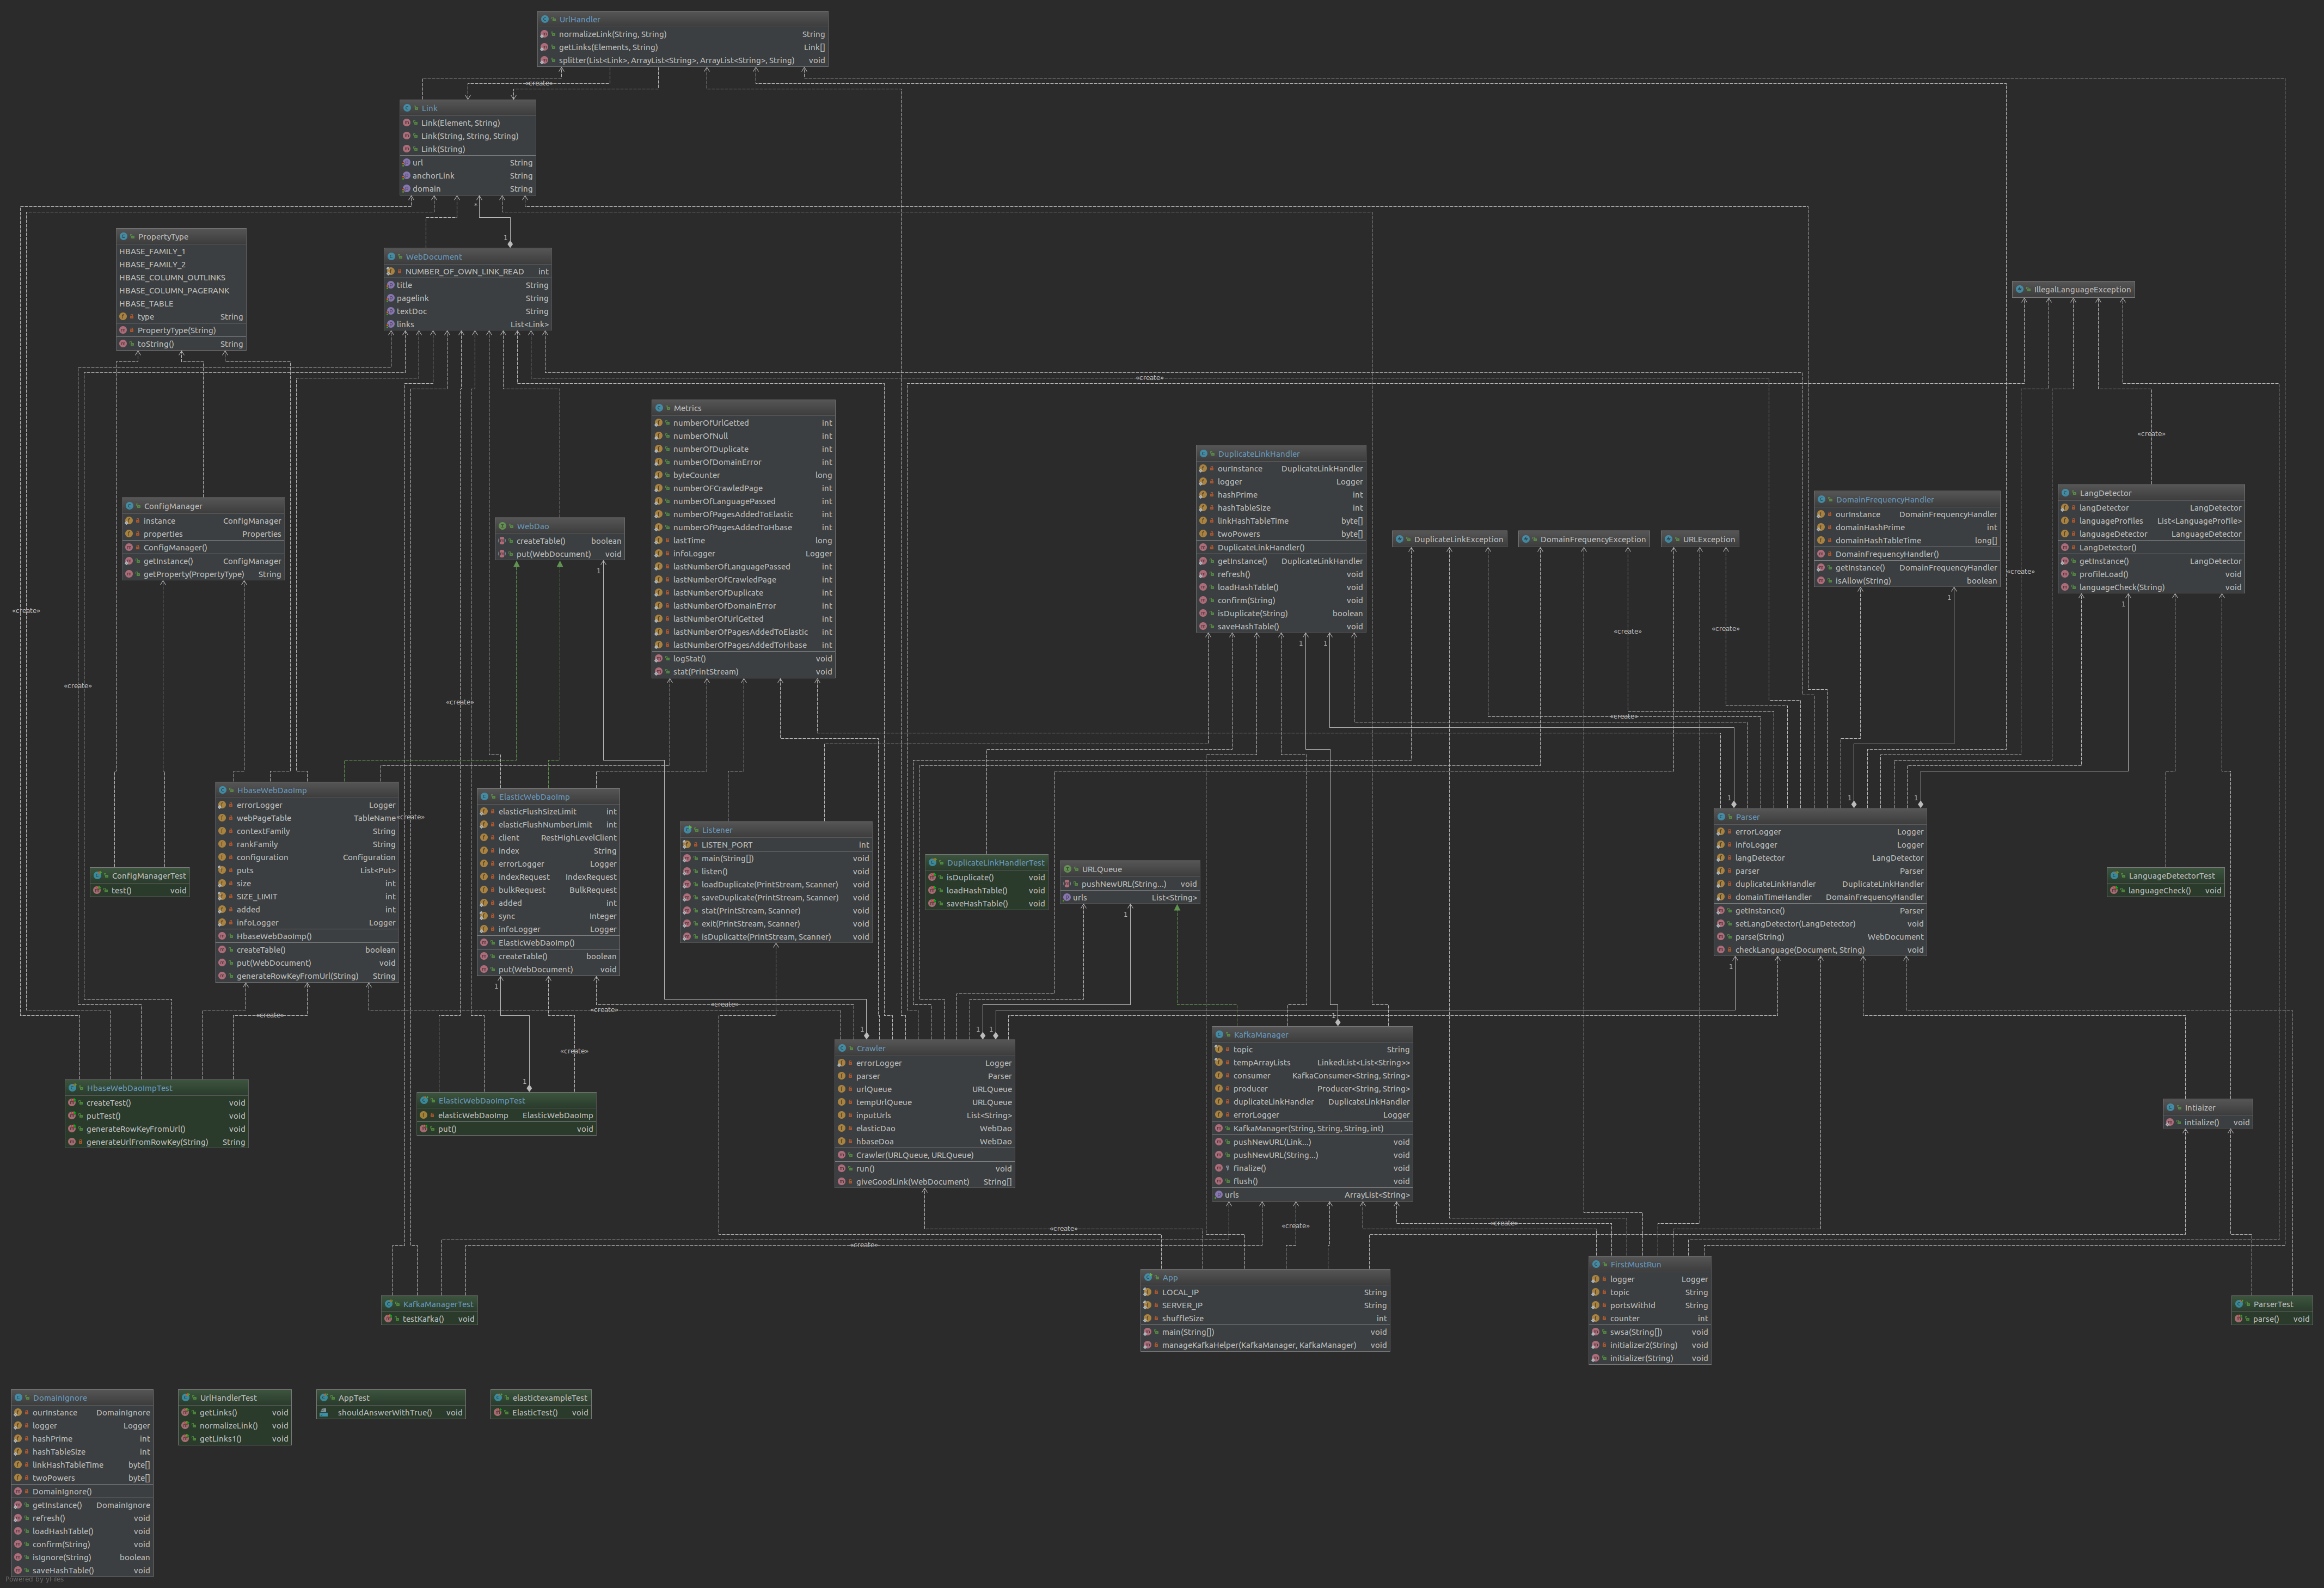 UrlHandler
normalizeLink(String, String) String
getLinks(Elements, String) Link[]
splitter(List<Link>, ArrayList<String>, ArrayList<String>, String) void
«create»
Link
Link(Element, String)
Link(String, String, String)
Link(String)
url String
anchorLink String
domain String
*
1
PropertyType
HBASE_FAMILY_1
HBASE_FAMILY_2
HBASE_COLUMN_OUTLINKS
HBASE_COLUMN_PAGERANK
HBASE_TABLE
type String
PropertyType(String)
toString() String
WebDocument
NUMBER_OF_OWN_LINK_READ int
title String
pagelink String
textDoc String
links List<Link>
IllegalLanguageException
«create»
«create»
Metrics
numberOfUrlGetted int
numberOfNull int
numberOfDuplicate int
numberOfDomainError int
byteCounter long
numberOFCrawledPage int
numberOfLanguagePassed int
numberOfPagesAddedToElastic int
numberOfPagesAddedToHbase int
lastTime long
infoLogger Logger
lastNumberOfLanguagePassed int
lastNumberOfCrawledPage int
lastNumberOfDuplicate int
lastNumberOfDomainError int
lastNumberOfUrlGetted int
lastNumberOfPagesAddedToElastic int
lastNumberOfPagesAddedToHbase int
logStat() void
stat(PrintStream) void
DuplicateLinkHandler
ourInstance DuplicateLinkHandler
logger Logger
hashPrime int
hashTableSize int
linkHashTableTime byte[]
twoPowers byte[]
DuplicateLinkHandler()
getInstance() DuplicateLinkHandler
refresh() void
loadHashTable() void
confirm(String) void
isDuplicate(String) boolean
saveHashTable() void
1
1
ConfigManager
instance ConfigManager
properties Properties
ConfigManager()
getInstance() ConfigManager
getProperty(PropertyType) String
WebDao
createTable() boolean
put(WebDocument) void
1
DuplicateLinkException
DomainFrequencyException
URLException
DomainFrequencyHandler
ourInstance DomainFrequencyHandler
domainHashPrime int
domainHashTableTime long[]
DomainFrequencyHandler()
getInstance() DomainFrequencyHandler
isAllow(String) boolean
1
LangDetector
langDetector LangDetector
languageProfiles List<LanguageProfile>
languageDetector LanguageDetector
LangDetector()
getInstance() LangDetector
profileLoad() void
languageCheck(String) void
1
«create»
«create»
«create»
«create»
«create»
«create»
«create»
HbaseWebDaoImp
errorLogger Logger
webPageTable TableName
contextFamily String
rankFamily String
configuration Configuration
puts List<Put>
size int
SIZE_LIMIT int
added int
infoLogger Logger
HbaseWebDaoImp()
createTable() boolean
put(WebDocument) void
generateRowKeyFromUrl(String) String
«create»
ElasticWebDaoImp
elasticFlushSizeLimit int
elasticFlushNumberLimit int
client RestHighLevelClient
index String
errorLogger Logger
indexRequest IndexRequest
bulkRequest BulkRequest
added int
sync Integer
infoLogger Logger
ElasticWebDaoImp()
createTable() boolean
put(WebDocument) void
1
Listener
LISTEN_PORT int
main(String[]) void
listen() void
loadDuplicate(PrintStream, Scanner) void
saveDuplicate(PrintStream, Scanner) void
stat(PrintStream, Scanner) void
exit(PrintStream, Scanner) void
isDuplicatte(PrintStream, Scanner) void
ConfigManagerTest
test() void
DuplicateLinkHandlerTest
isDuplicate() void
loadHashTable() void
saveHashTable() void
URLQueue
pushNewURL(String...) void
urls List<String>
1
1
1
1
Parser
errorLogger Logger
infoLogger Logger
langDetector LangDetector
parser Parser
duplicateLinkHandler DuplicateLinkHandler
domainTimeHandler DomainFrequencyHandler
getInstance() Parser
setLangDetector(LangDetector) void
parse(String) WebDocument
checkLanguage(Document, String) void
1
LanguageDetectorTest
languageCheck() void
«create»
«create»
«create»
«create»
1
1
1
1
1
Crawler
errorLogger Logger
parser Parser
urlQueue URLQueue
tempUrlQueue URLQueue
inputUrls List<String>
elasticDao WebDao
hbaseDoa WebDao
Crawler(URLQueue, URLQueue)
run() void
giveGoodLink(WebDocument) String[]
KafkaManager
topic String
tempArrayLists LinkedList<List<String>>
consumer KafkaConsumer<String, String>
producer Producer<String, String>
duplicateLinkHandler DuplicateLinkHandler
errorLogger Logger
KafkaManager(String, String, String, int)
pushNewURL(Link...) void
pushNewURL(String...) void
finalize() void
flush() void
urls ArrayList<String>
HbaseWebDaoImpTest
createTest() void
putTest() void
generateRowKeyFromUrl() void
generateUrlFromRowKey(String) String
ElasticWebDaoImpTest
elasticWebDaoImp ElasticWebDaoImp
put() void
Intiaizer
intialize() void
«create»
«create»
«create»
«create»
App
LOCAL_IP String
SERVER_IP String
shuffleSize int
main(String[]) void
manageKafkaHelper(KafkaManager, KafkaManager) void
FirstMustRun
logger Logger
topic String
portsWithId String
counter int
swsa(String[]) void
initializer2(String) void
initializer(String) void
KafkaManagerTest
testKafka() void
ParserTest
parse() void
DomainIgnore
ourInstance DomainIgnore
logger Logger
hashPrime int
hashTableSize int
linkHashTableTime byte[]
twoPowers byte[]
DomainIgnore()
getInstance() DomainIgnore
refresh() void
loadHashTable() void
confirm(String) void
isIgnore(String) boolean
saveHashTable() void
UrlHandlerTest
getLinks() void
normalizeLink() void
getLinks1() void
AppTest
shouldAnswerWithTrue() void
elastictexampleTest
ElasticTest() void
Powered by yFiles